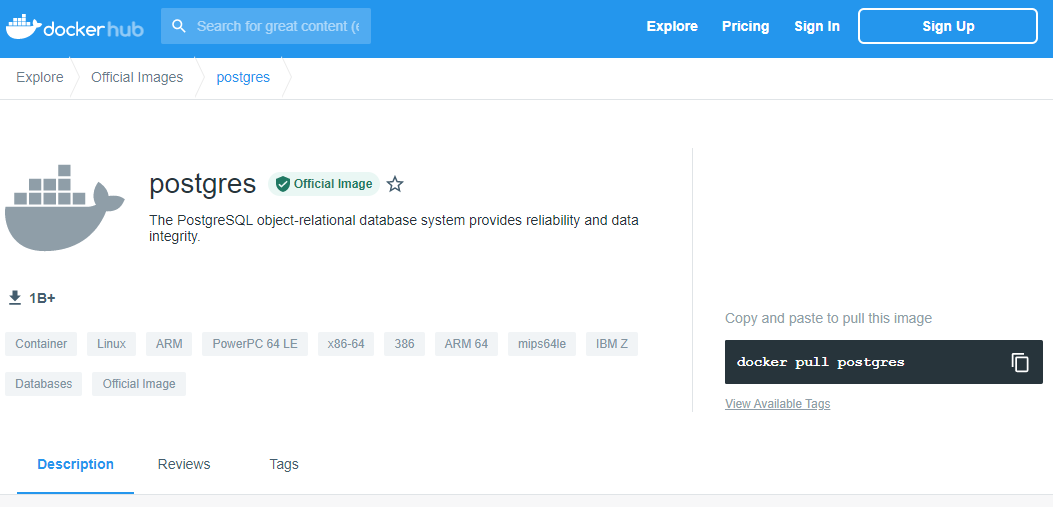 docker hub
Search for great content (e
Explore
Pricing
Sign In
Sign Up
Explore
Official Images
postgres
postgres
Official Image
The PostgreSQL object-relational database system provides reliability and data
integrity.
1B+
Container
Linux
ARM
PowerPC 64 LE
x86-64
386
ARM 64
mips64le
IBM Z
Databases
Official Image
Copy and paste to pull this image
docker pull postgres
View Available Tags
Description
Reviews
Tags